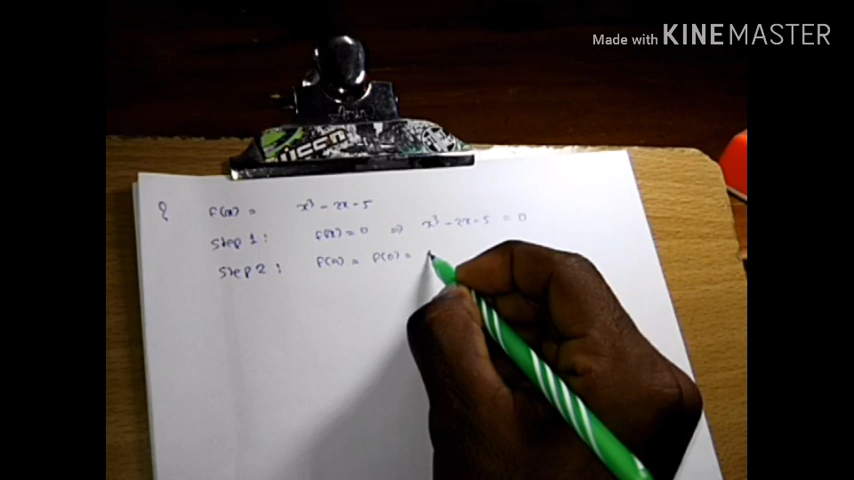 Made with KINEMASTER
f(x) = x³ - 2x - 5
Step 1: f(x) = 0 ⇒ x³ - 2x - 5 = 0
Step 2: f(a) = f(0) =